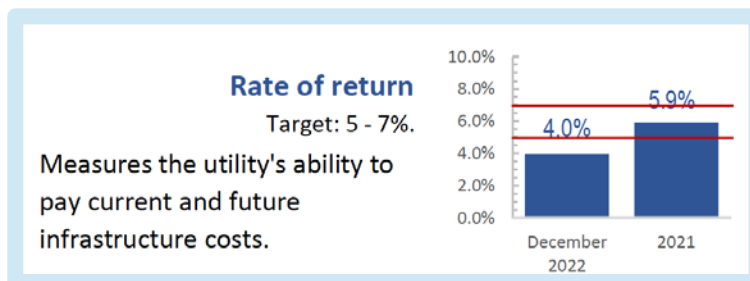 Rate of return
Target: 5 - 7%.
Measures the utility's ability to
pay current and future
infrastructure costs.
10.0%
8.0%
6.0%
4.0%
2.0%
0.0%
4.0%
5.9%
December
2022
2021